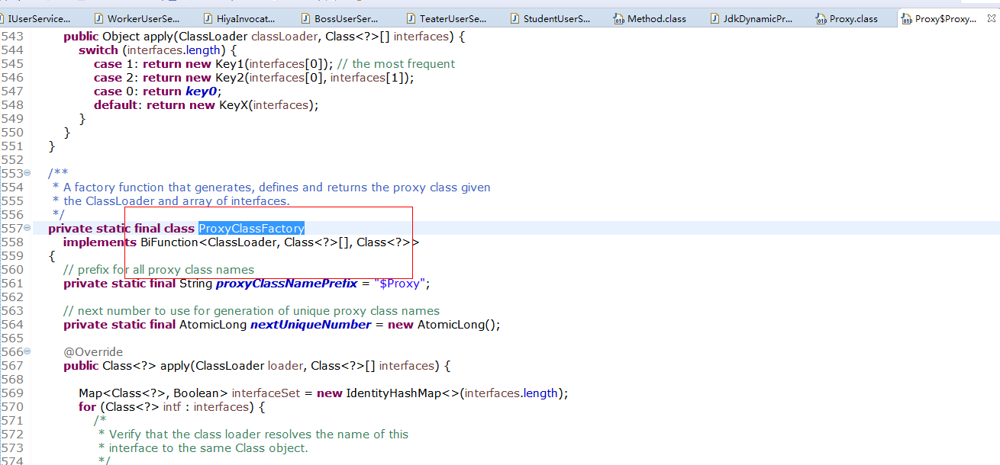 IUserService... WorkerUserSe... HiyaInvocat... BossUserSer... TeaterUserSe... StudentUserS... Method.class JdkDynamicPr... Proxy.class Proxy$Proxy...
543 public Object apply(ClassLoader classLoader, Class<?>[] interfaces) {
544 switch (interfaces.length) {
545 case 1: return new Key1(interfaces[0]); // the most frequent
546 case 2: return new Key2(interfaces[0], interfaces[1]);
547 case 0: return key0;
548 default: return new KeyX(interfaces);
549 }
550 }
551 }
552
553 /**
554 * A factory function that generates, defines and returns the proxy class given
555 * the ClassLoader and array of interfaces.
556 */
557 private static final class ProxyClassFactory
558 implements BiFunction<ClassLoader, Class<?>[], Class<?>>
559 {
560 // prefix for all proxy class names
561 private static final String proxyClassNamePrefix = "$Proxy";
562
563 // next number to use for generation of unique proxy class names
564 private static final AtomicLong nextUniqueNumber = new AtomicLong();
565
566 @Override
567 public Class<?> apply(ClassLoader loader, Class<?>[] interfaces) {
568
569 Map<Class<?>, Boolean> interfaceSet = new IdentityHashMap<>(interfaces.length);
570 for (Class<?> intf : interfaces) {
571 /*
572 * Verify that the class loader resolves the name of this
573 * interface to the same Class object.
574 */